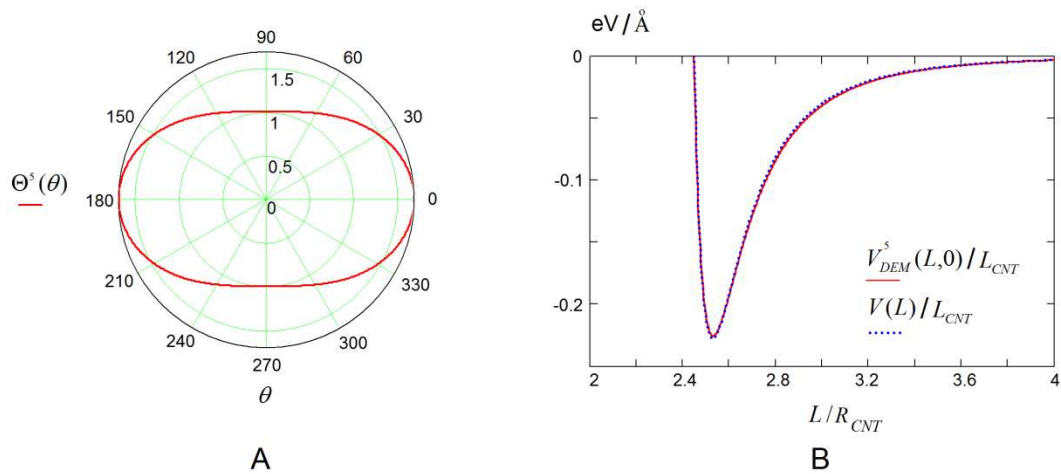 90
120
60
1.5
150
30
1
0.5
Θ⁵(θ)
180
0
0
210
330
240
300
270
θ
A
eV/Å
0
-0.1
-0.2
V⁵_DEM(L,0)/L_CNT
V(L)/L_CNT
2 2.4 2.8 3.2 3.6 4
L/R_CNT
B